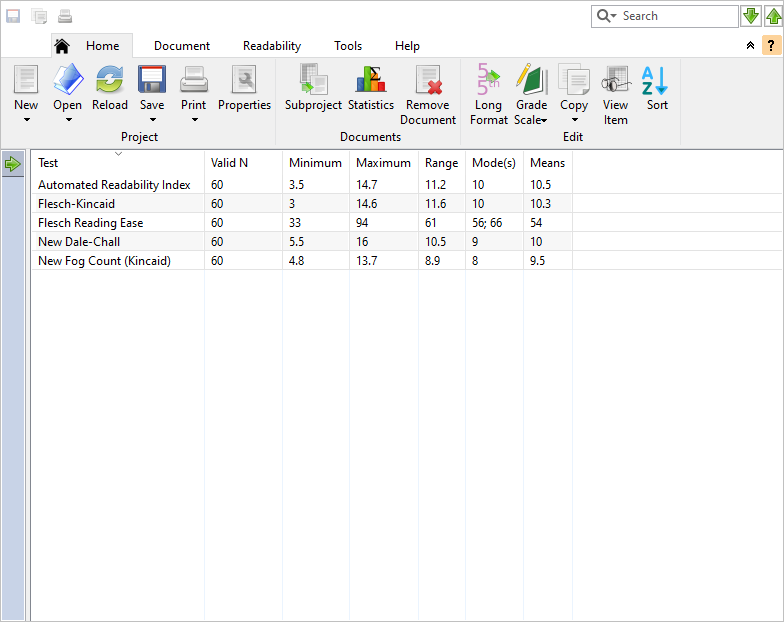 Search
Home Document Readability Tools Help ?
New Open Reload Save Print Properties Subproject Statistics Remove Document 5 5th Long Format Grade Scale Copy View Item A Z Sort
Project Documents Edit
Test Valid N Minimum Maximum Range Mode(s) Means
Automated Readability Index 60 3.5 14.7 11.2 10 10.5
Flesch-Kincaid 60 3 14.6 11.6 10 10.3
Flesch Reading Ease 60 33 94 61 56; 66 54
New Dale-Chall 60 5.5 16 10.5 9 10
New Fog Count (Kincaid) 60 4.8 13.7 8.9 8 9.5